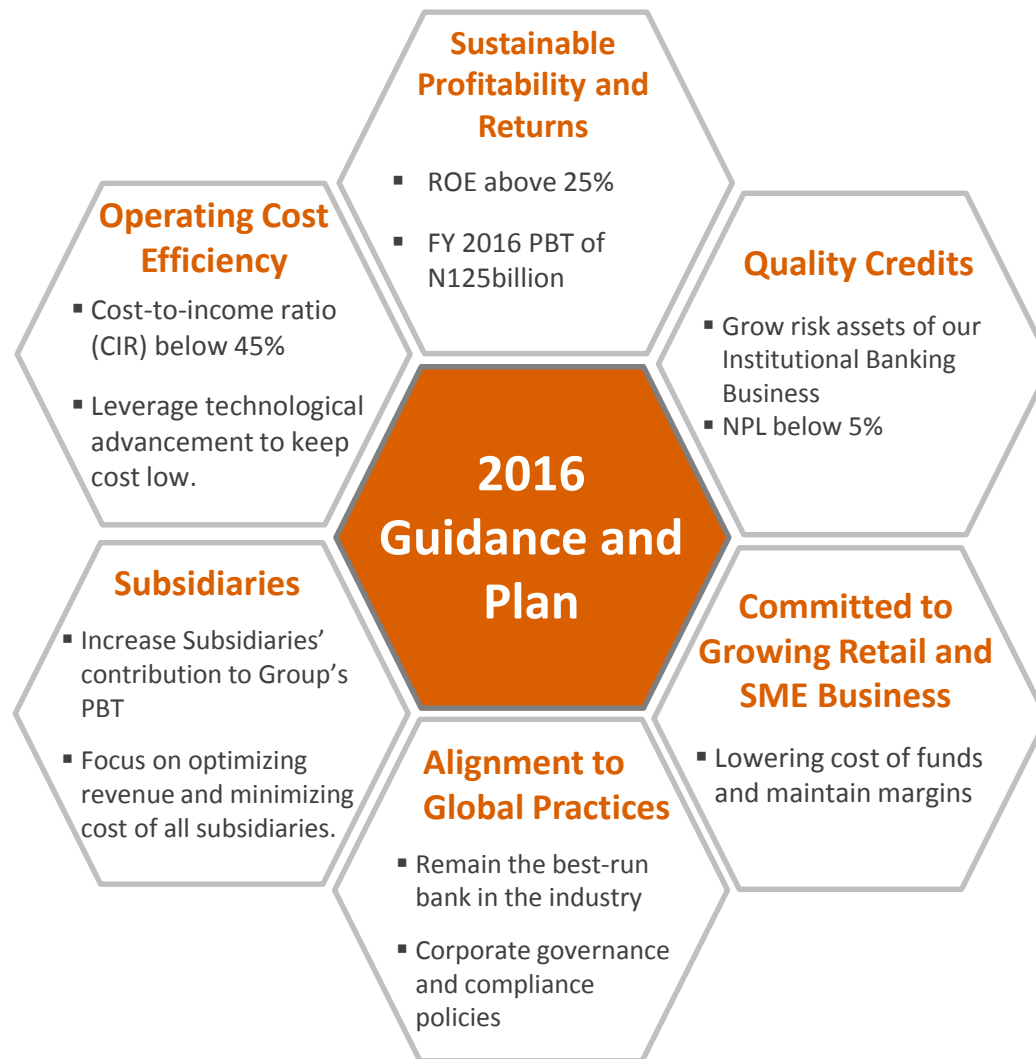 Sustainable
Profitability and
Returns
▪ ROE above 25%
▪ FY 2016 PBT of
N125billion
Operating Cost
Efficiency
▪ Cost-to-income ratio
(CIR) below 45%
▪ Leverage technological
advancement to keep
cost low.
Quality Credits
▪ Grow risk assets of our
Institutional Banking
Business
▪ NPL below 5%
2016
Guidance and
Plan
Subsidiaries
▪ Increase Subsidiaries’
contribution to Group’s
PBT
▪ Focus on optimizing
revenue and minimizing
cost of all subsidiaries.
Committed to
Growing Retail and
SME Business
▪ Lowering cost of funds
and maintain margins
Alignment to
Global Practices
▪ Remain the best-run
bank in the industry
▪ Corporate governance
and compliance
policies